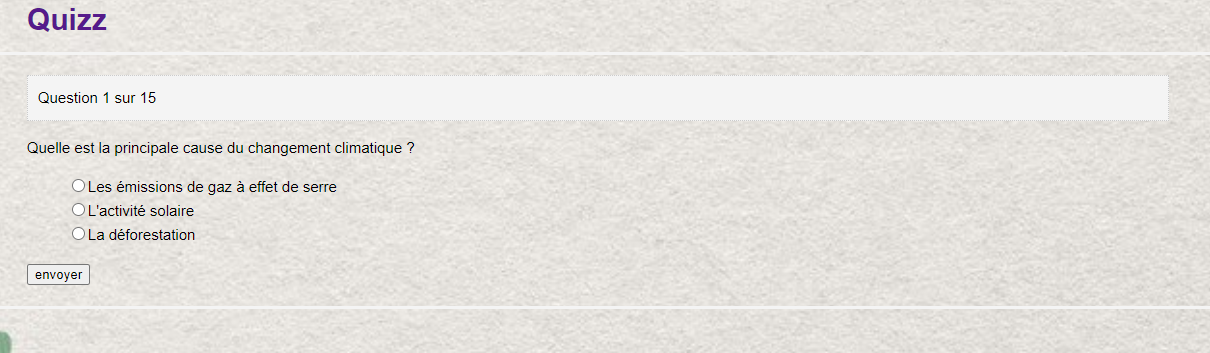 Quizz
Question 1 sur 15
Quelle est la principale cause du changement climatique ?
Les émissions de gaz à effet de serre
L'activité solaire
La déforestation
envoyer